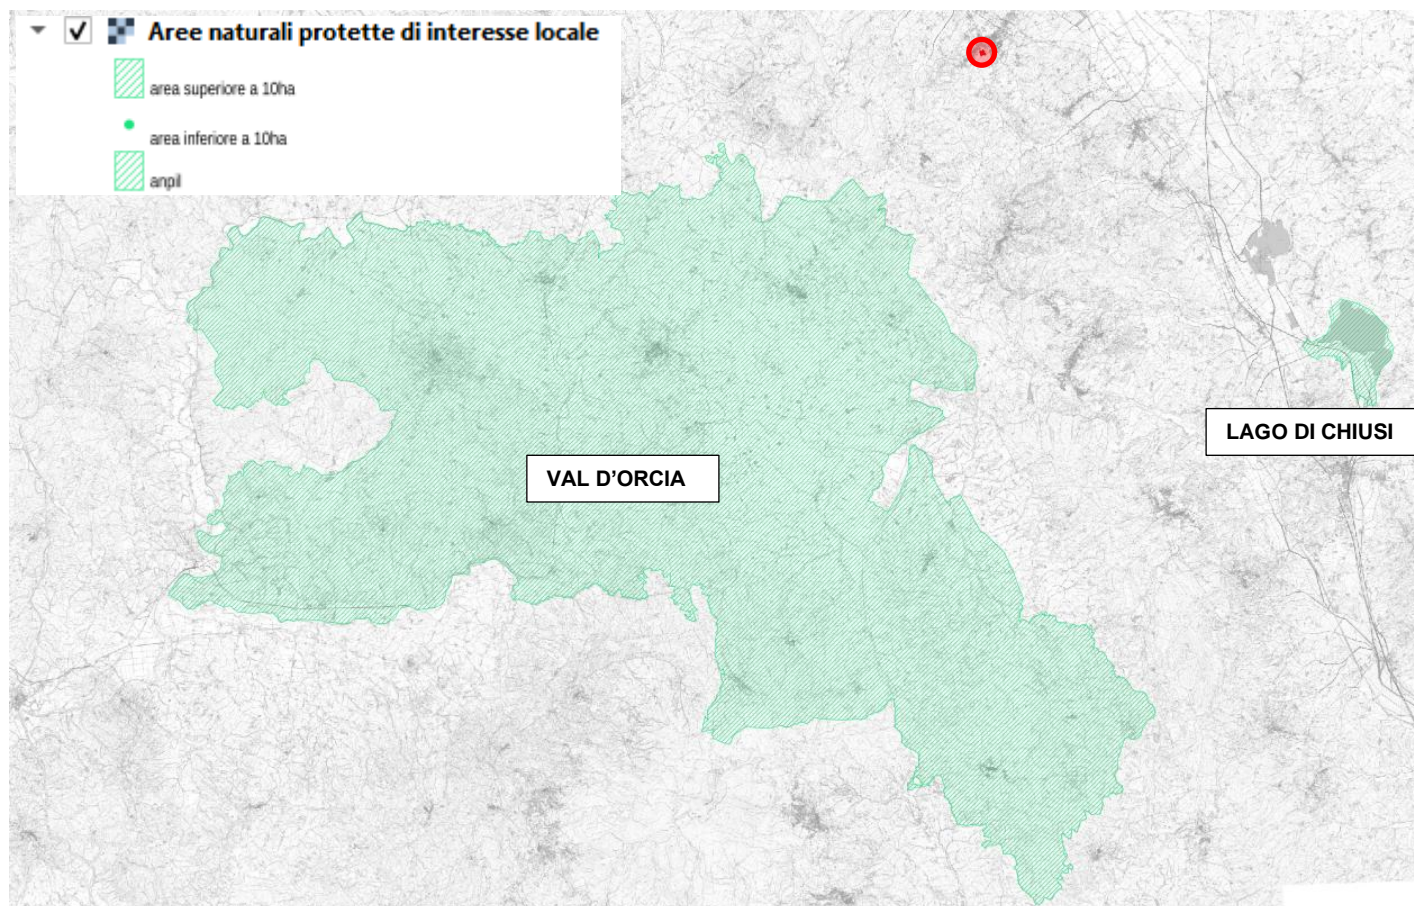 Aree naturali protette di interesse locale
area superiore a 10ha
area inferiore a 10ha
anpil
LAGO DI CHIUSI
VAL D'ORCIA